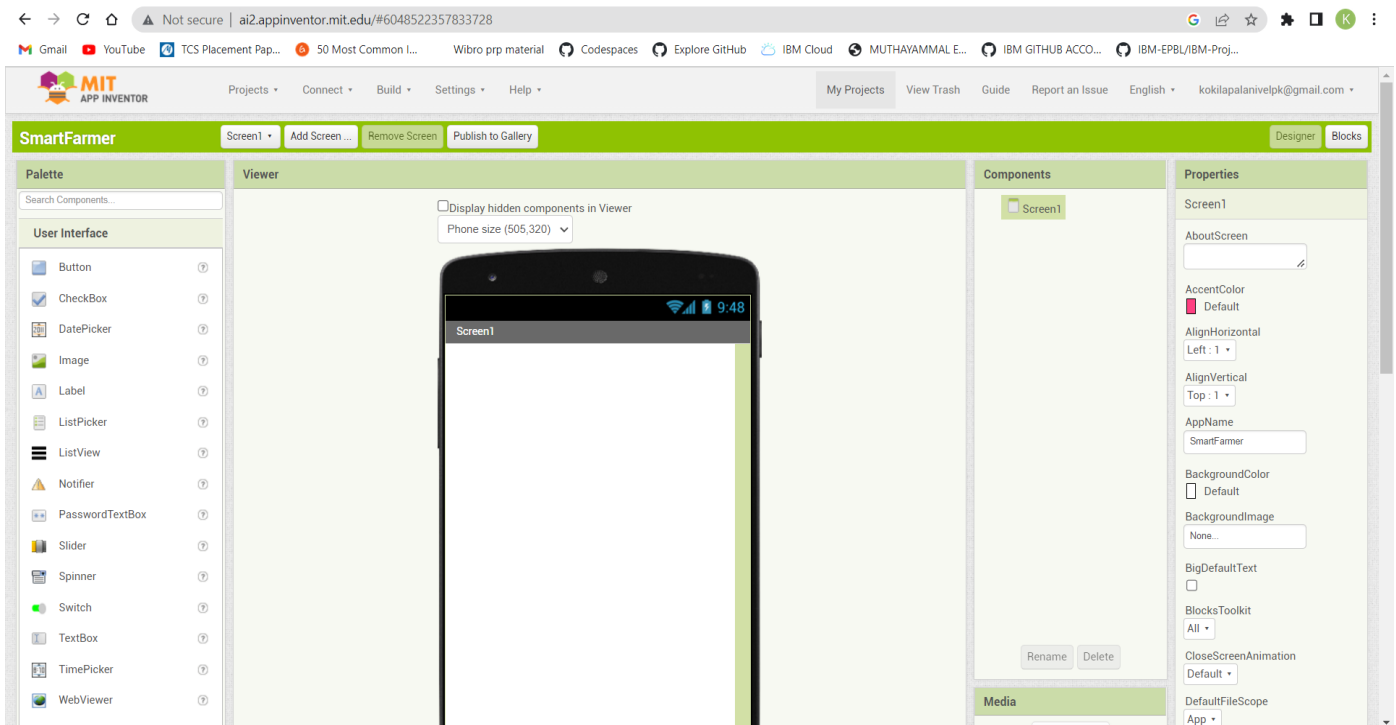 Not secure | ai2.appinventor.mit.edu/#6048522357833728
K
Gmail YouTube TCS Placement Pap... 50 Most Common I... Wibro prp material Codespaces Explore GitHub IBM Cloud MUTHAYAMMAL E... IBM GITHUB ACCO... IBM-EPBL/IBM-Proj...
MIT
APP INVENTOR
Projects Connect Build Settings Help My Projects View Trash Guide Report an Issue English kokilapalanivelpk@gmail.com
SmartFarmer Screen1 Add Screen ... Remove Screen Publish to Gallery Designer Blocks
Palette
Search Components...
User Interface
Button
CheckBox
DatePicker
Image
Label
ListPicker
ListView
Notifier
PasswordTextBox
Slider
Spinner
Switch
TextBox
TimePicker
WebViewer
Viewer
Display hidden components in Viewer
Phone size (505,320)
9:48
Screen1
Components
Screen1
Rename Delete
Media
Properties
Screen1
AboutScreen
AccentColor
Default
AlignHorizontal
Left : 1
AlignVertical
Top : 1
AppName
SmartFarmer
BackgroundColor
Default
BackgroundImage
None...
BigDefaultText
BlocksToolkit
All
CloseScreenAnimation
Default
DefaultFileScope
App